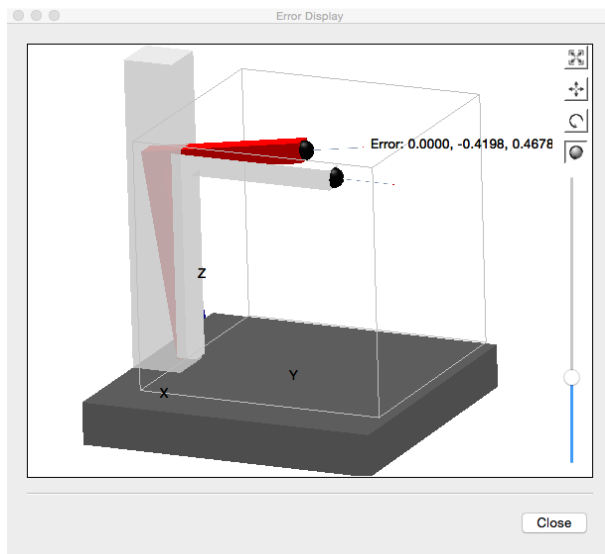 Error Display
Error: 0.0000, -0.4198, 0.4678
Z
Y
X
Close